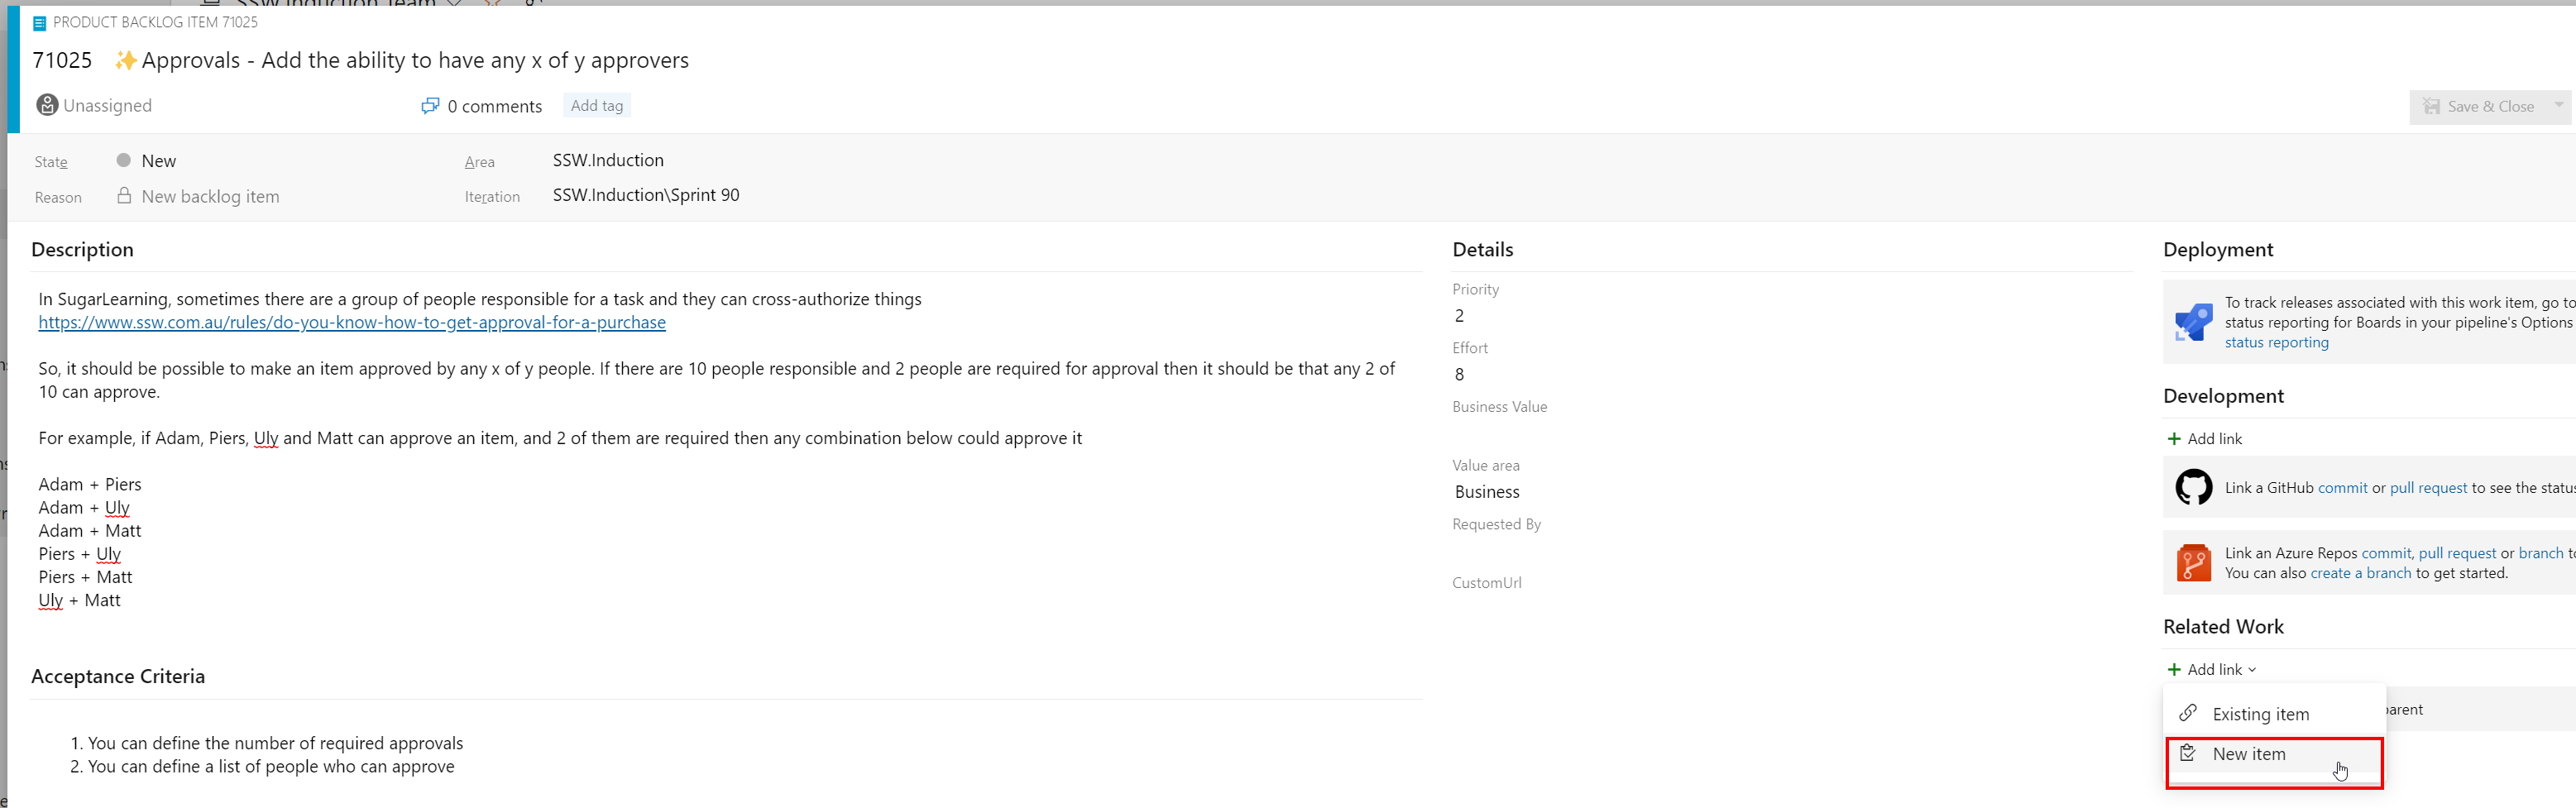 SSW.Induction Team
PRODUCT BACKLOG ITEM 71025
71025 ✨ Approvals - Add the ability to have any x of y approvers
Unassigned
0 comments
Add tag
Save & Close
State
New
Area
SSW.Induction
Reason
New backlog item
Iteration
SSW.Induction\Sprint 90
Description
In SugarLearning, sometimes there are a group of people responsible for a task and they can cross-authorize things
https://www.ssw.com.au/rules/do-you-know-how-to-get-approval-for-a-purchase
So, it should be possible to make an item approved by any x of y people. If there are 10 people responsible and 2 people are required for approval then it should be that any 2 of
10 can approve.
For example, if Adam, Piers, Uly and Matt can approve an item, and 2 of them are required then any combination below could approve it
Adam + Piers
Adam + Uly
Adam + Matt
Piers + Uly
Piers + Matt
Uly + Matt
Acceptance Criteria
1. You can define the number of required approvals
2. You can define a list of people who can approve
Details
Priority
2
Effort
8
Business Value
Value area
Business
Requested By
CustomUrl
Deployment
To track releases associated with this work item, go to
status reporting for Boards in your pipeline's Options
status reporting
Development
+ Add link
Link a GitHub commit or pull request to see the status
Link an Azure Repos commit, pull request or branch to
You can also create a branch to get started.
Related Work
+ Add link
Existing item
parent
New item